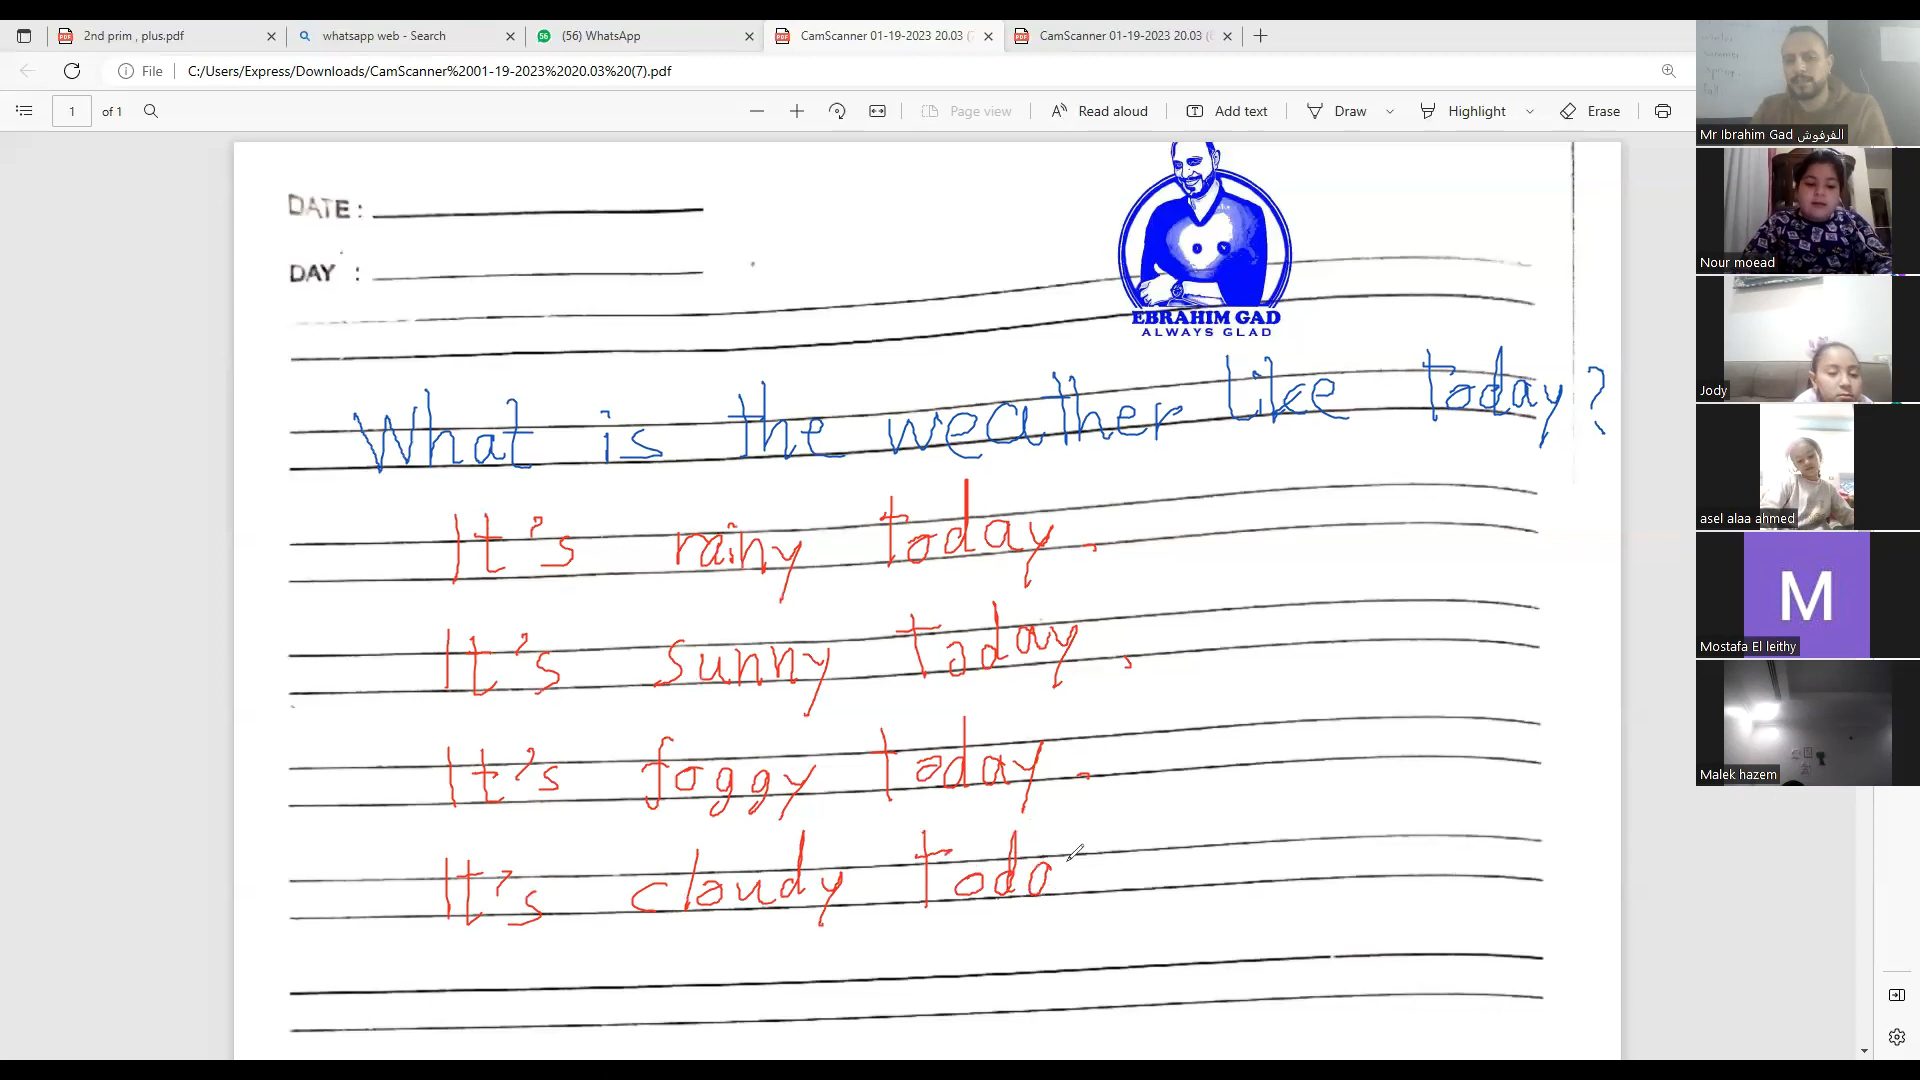 2nd prim , plus.pdf
whatsapp web - Search
56
(56) WhatsApp
CamScanner 01-19-2023 20.03 (7
CamScanner 01-19-2023 20.03 (
File
C:/Users/Express/Downloads/CamScanner%2001-19-2023%2020.03%20(7).pdf
1 of 1
Page view
Read aloud
Add text
Draw
Highlight
Erase
DATE :
DAY :
EBRAHIM GAD
ALWAYS GLAD
What is the weather like today?
It's rainy today.
It's sunny today.
It's foggy today.
It's cloudy toda
Mr Ibrahim Gad الفرفوش
Nour moead
Jody
asel alaa ahmed
M
Mostafa El leithy
Malek hazem